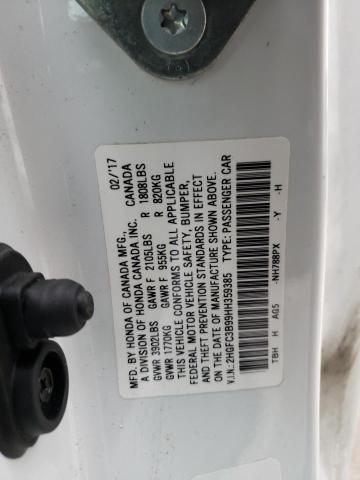 MFD. BY HONDA OF CANADA MFG., 02/'17
A DIVISION OF HONDA CANADA INC. CANADA
GVWR 3902LBS GAWR F 2105LBS R 1808LBS
GVWR 1770KG GAWR F 955KG R 820KG
THIS VEHICLE CONFORMS TO ALL APPLICABLE
FEDERAL MOTOR VEHICLE SAFETY, BUMPER,
AND THEFT PREVENTION STANDARDS IN EFFECT
ON THE DATE OF MANUFACTURE SHOWN ABOVE.
V.I.N.:2HGFC3B99HH359385 TYPE: PASSENGER CAR
-NH788PX -Y -H
TBH H AG5